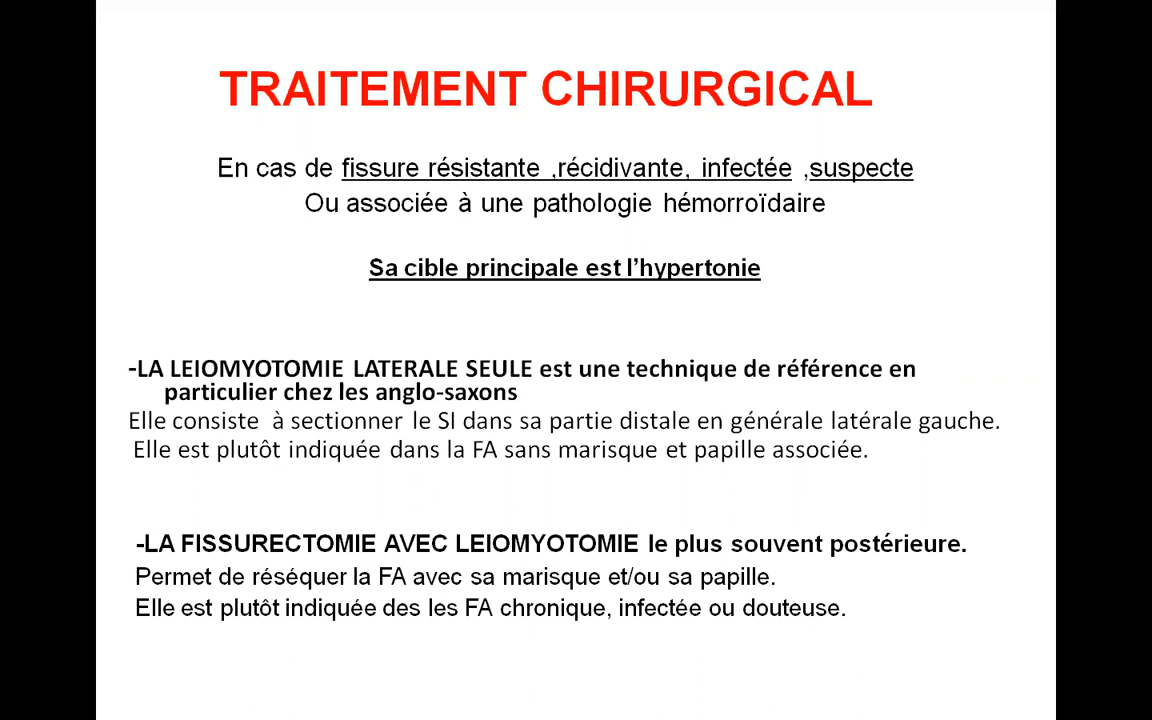 TRAITEMENT CHIRURGICAL
En cas de fissure résistante ,récidivante, infectée ,suspecte
Ou associée à une pathologie hémorroïdaire
Sa cible principale est l’hypertonie
-LA LEIOMYOTOMIE LATERALE SEULE est une technique de référence en
particulier chez les anglo-saxons
Elle consiste à sectionner le SI dans sa partie distale en générale latérale gauche.
Elle est plutôt indiquée dans la FA sans marisque et papille associée.
-LA FISSURECTOMIE AVEC LEIOMYOTOMIE le plus souvent postérieure.
Permet de réséquer la FA avec sa marisque et/ou sa papille.
Elle est plutôt indiquée des les FA chronique, infectée ou douteuse.